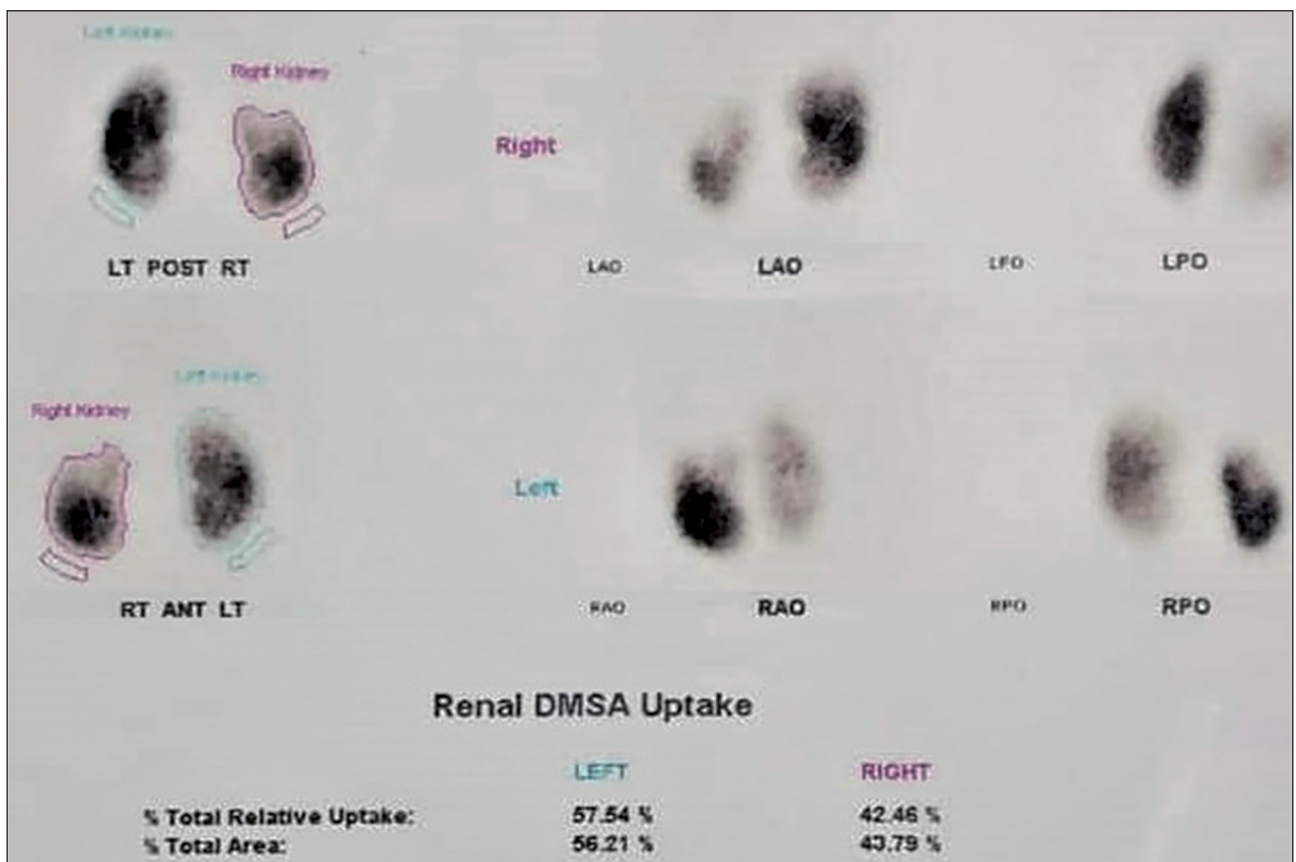 Left Kidney
Right Kidney
LT POST RT
Right
LAO
LAO
LPO
LPO
Left Kidney
Right Kidney
RT ANT LT
Left
RAO
RAO
RPO
RPO
Renal DMSA Uptake
LEFT RIGHT
% Total Relative Uptake: 57.54 % 42.46 %
% Total Area: 56.21 % 43.79 %